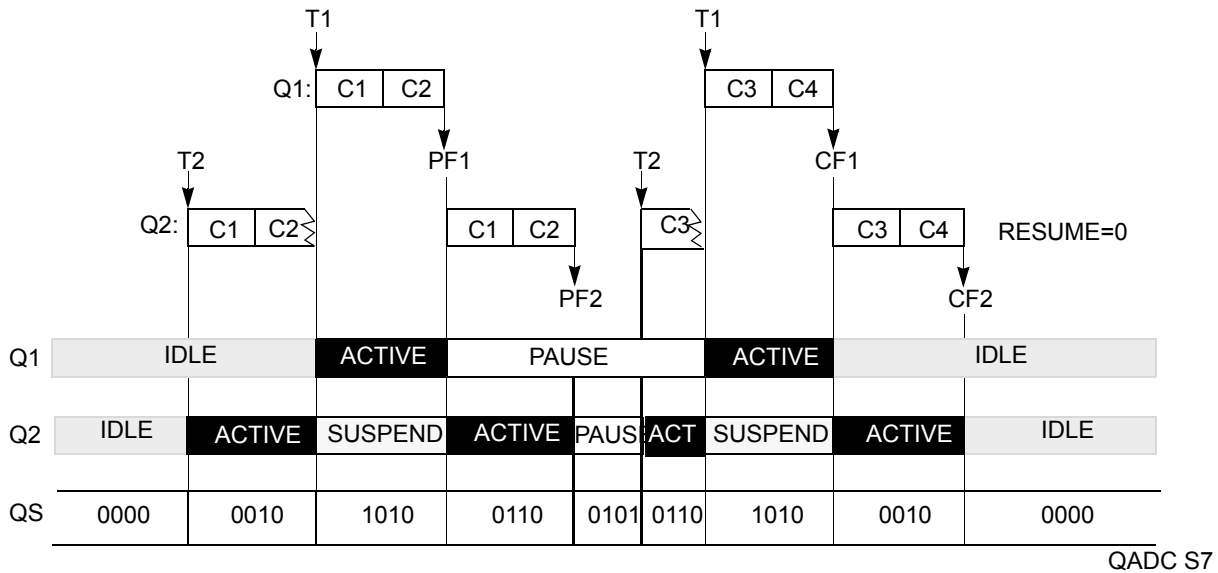 T1 T1
Q1: C1 C2 C3 C4
T2 PF1 T2 CF1
Q2: C1 C2 C1 C2 C3 C3 C4 RESUME=0
PF2 CF2
Q1 IDLE ACTIVE PAUSE ACTIVE IDLE
Q2 IDLE ACTIVE SUSPEND ACTIVE PAUSE ACT SUSPEND ACTIVE IDLE
QS 0000 0010 1010 0110 0101 0110 1010 0010 0000
QADC S7